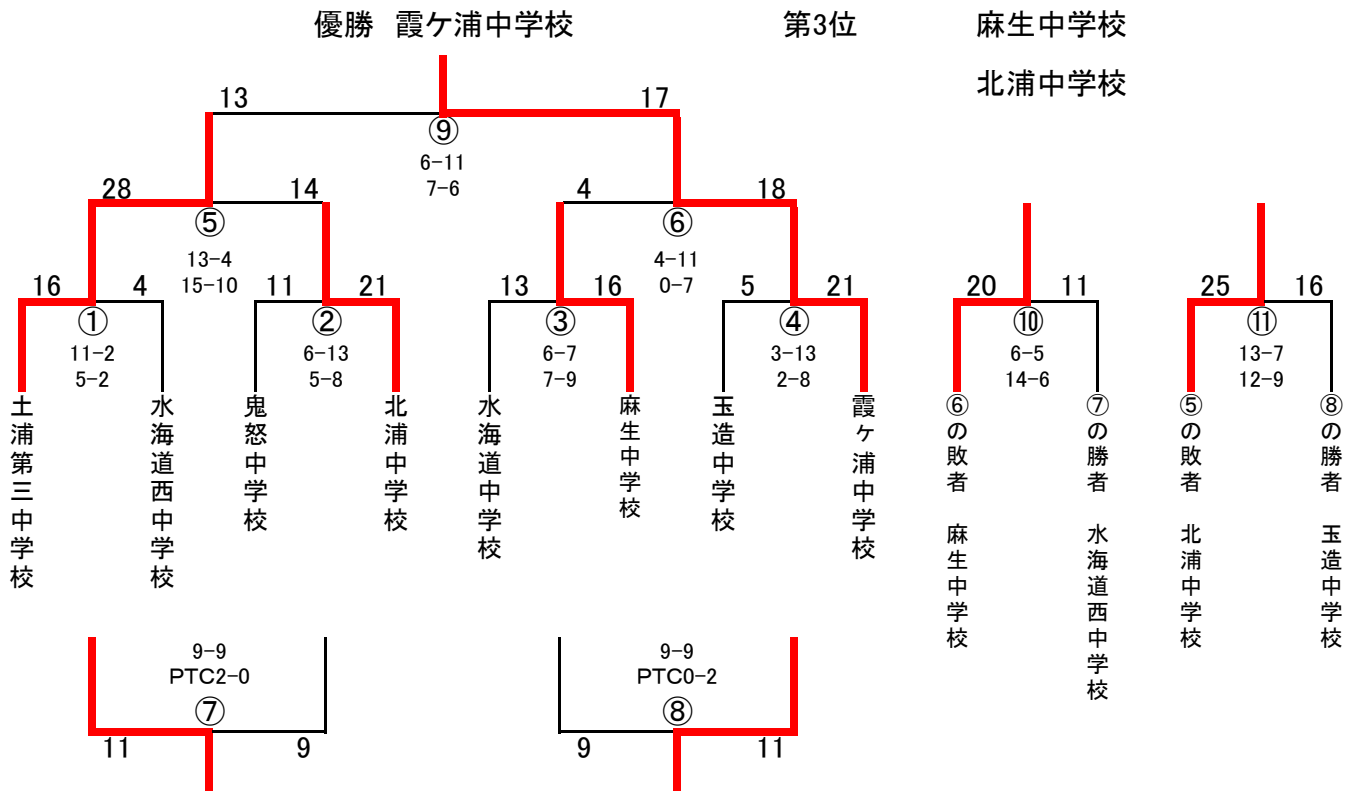 優勝 霞ケ浦中学校 第3位 麻生中学校
北浦中学校
13 17
⑨
6-11
7-6
28 14 4 18
⑤ ⑥
13-4 4-11
15-10 0-7
16 4 11 21 13 16 5 21 20 11 25 16
① ② ③ ④ ⑩ ⑪
11-2 6-13 6-7 3-13 6-5 13-7
5-2 5-8 7-9 2-8 14-6 12-9
土浦第三中学校
水海道西中学校
鬼怒中学校
北浦中学校
水海道中学校
麻生中学校
玉造中学校
霞ヶ浦中学校
⑥の敗者 麻生中学校
⑦の勝者 水海道西中学校
⑤の敗者 北浦中学校
⑧の勝者 玉造中学校
9-9 9-9
PTC2-0 PTC0-2
⑦ ⑧
11 9 9 11